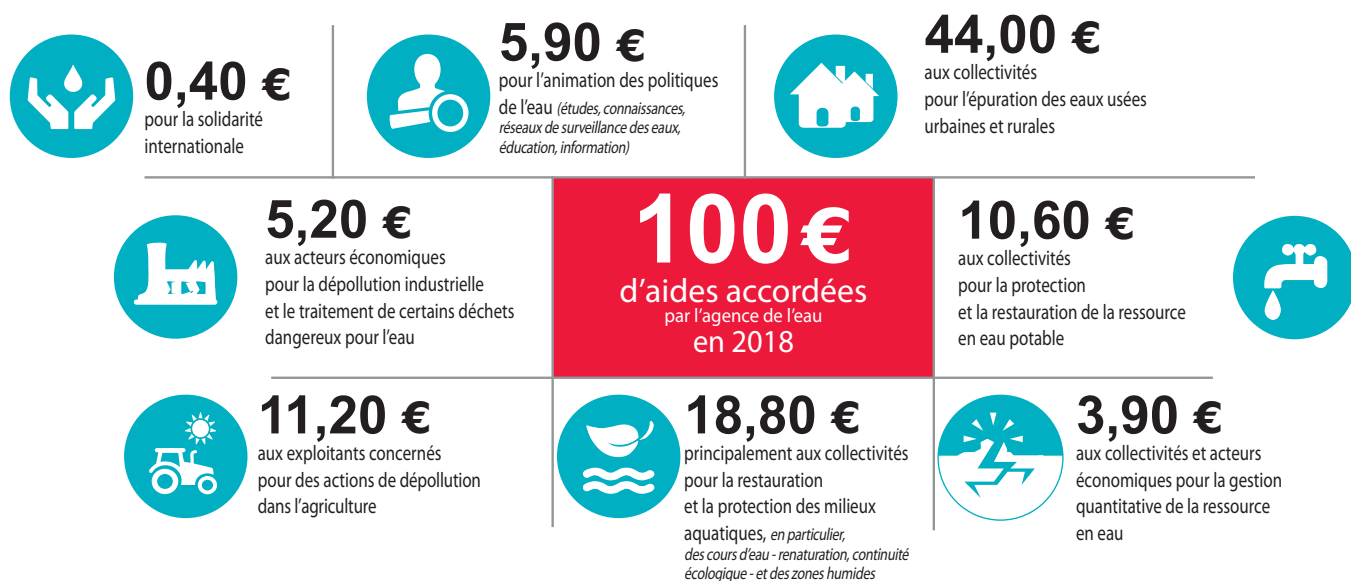 0,40 €
pour la solidarité
internationale
5,90 €
pour l'animation des politiques
de l'eau (études, connaissances,
réseaux de surveillance des eaux,
éducation, information)
44,00 €
aux collectivités
pour l'épuration des eaux usées
urbaines et rurales
5,20 €
aux acteurs économiques
pour la dépollution industrielle
et le traitement de certains déchets
dangereux pour l'eau
100 €
d'aides accordées
par l'agence de l'eau
en 2018
10,60 €
aux collectivités
pour la protection
et la restauration de la ressource
en eau potable
11,20 €
aux exploitants concernés
pour des actions de dépollution
dans l'agriculture
18,80 €
principalement aux collectivités
pour la restauration
et la protection des milieux
aquatiques, en particulier,
des cours d'eau - renaturation, continuité
écologique - et des zones humides
3,90 €
aux collectivités et acteurs
économiques pour la gestion
quantitative de la ressource
en eau